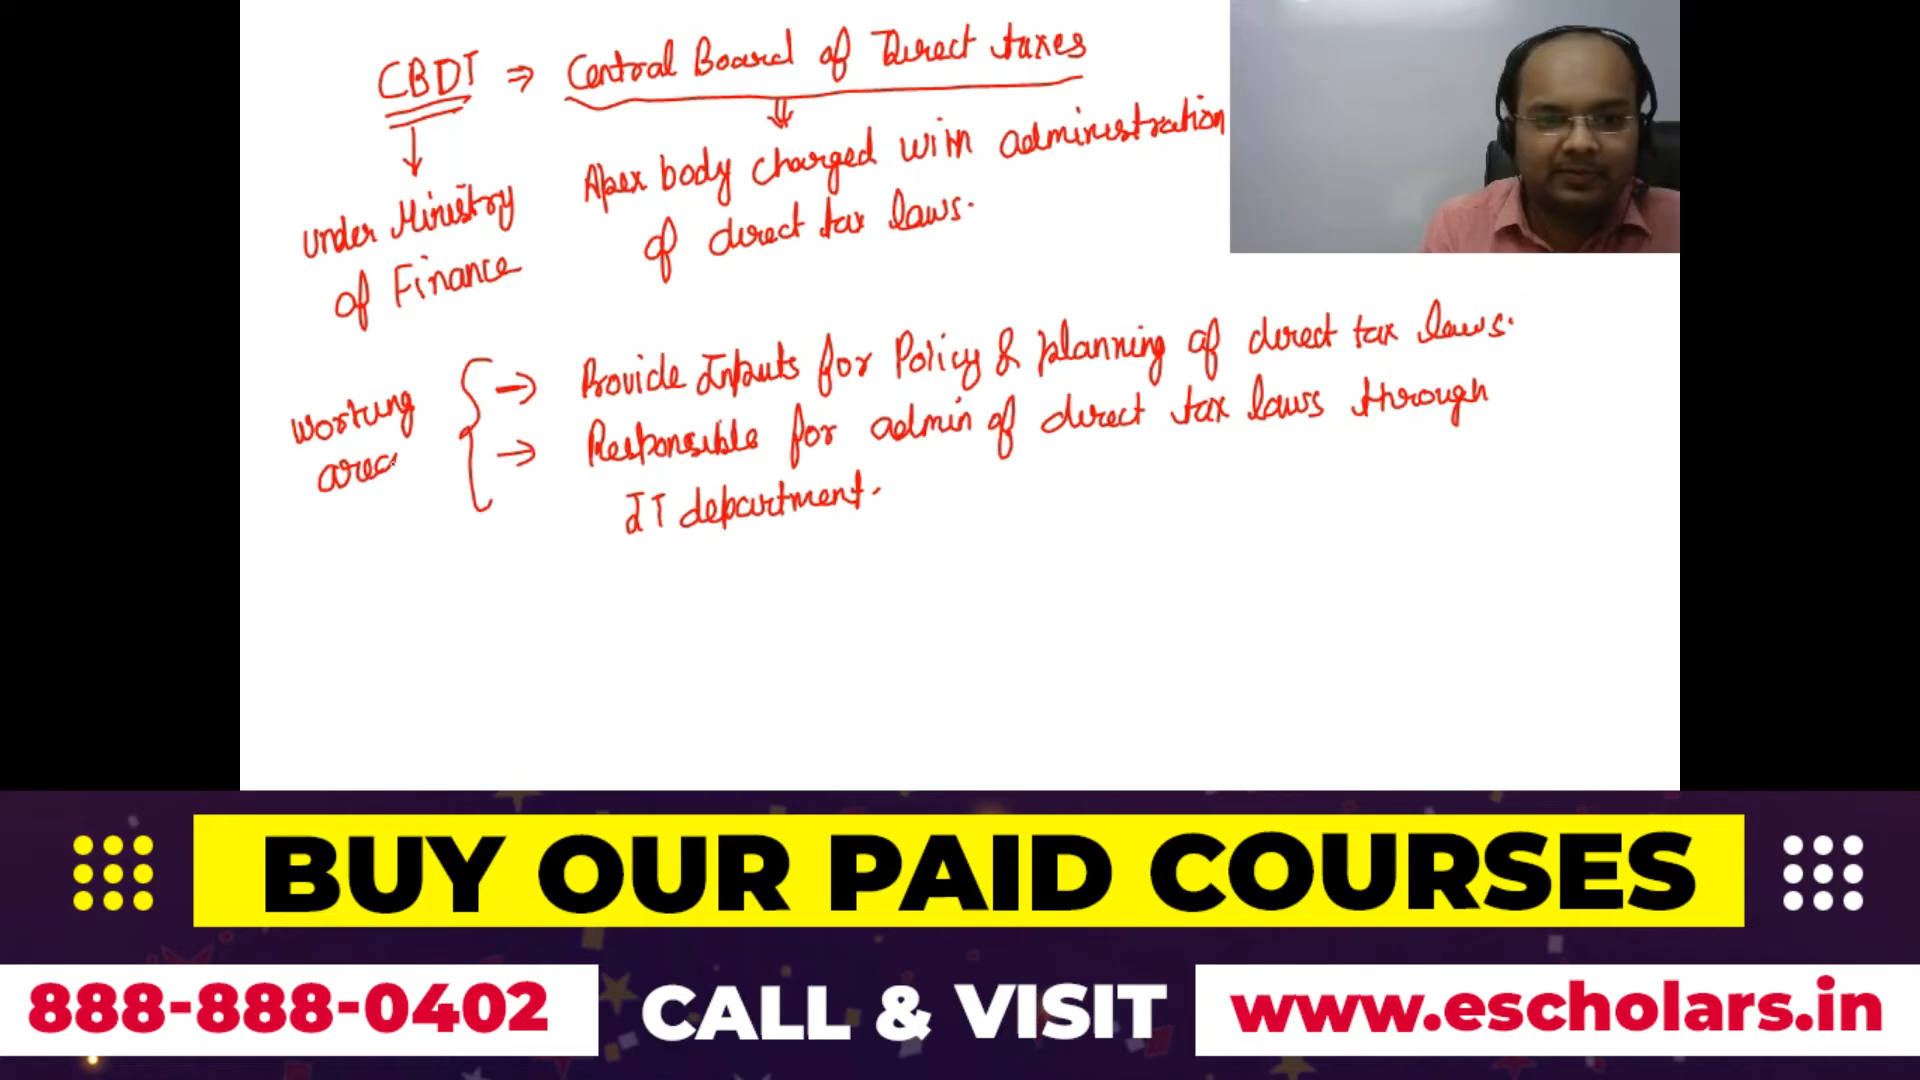 CBDT ⇒ Central Board of Direct taxes
under Ministry
of Finance
Apex body charged with administration
of direct tax laws.
Working
area
→ Provide Inputs for Policy & planning of direct tax laws.
→ Responsible for admin of direct tax laws through
IT department.
BUY OUR PAID COURSES
888-888-0402
CALL & VISIT
www.escholars.in